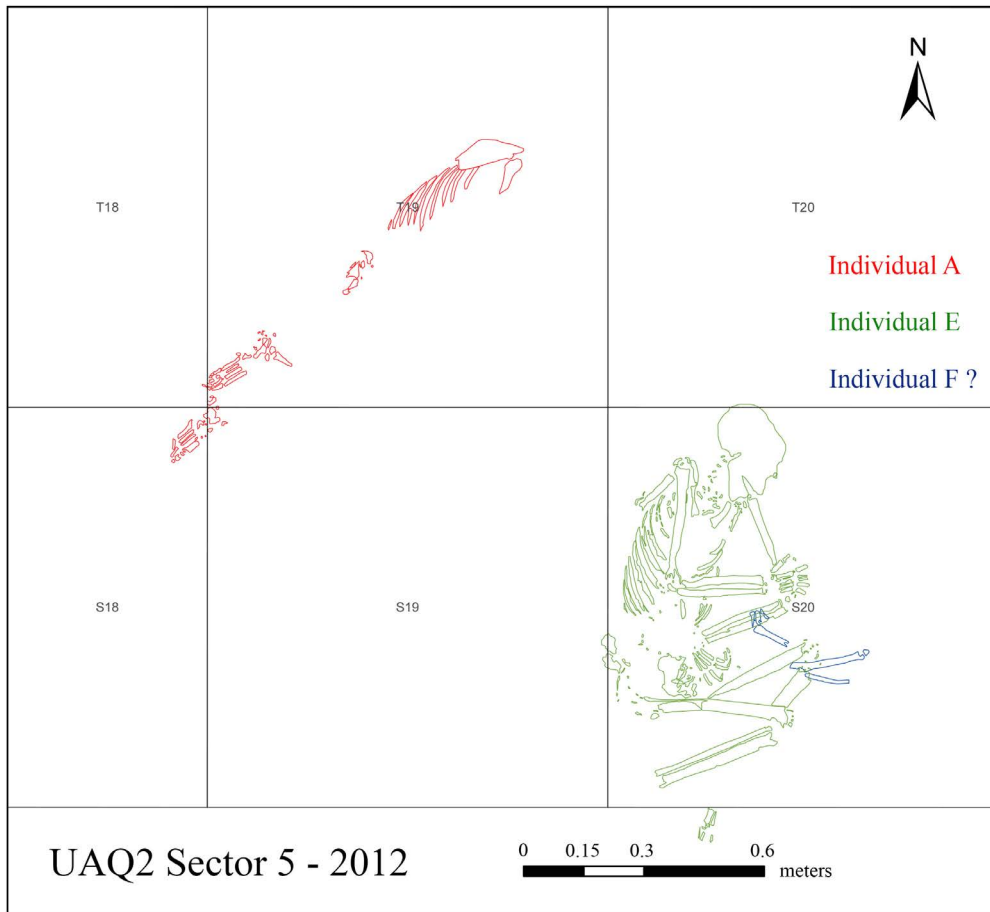 N
T18
T19
T20
Individual A
Individual E
Individual F ?
S18
S19
S20
UAQ2 Sector 5 - 2012
0 0.15 0.3 0.6
meters